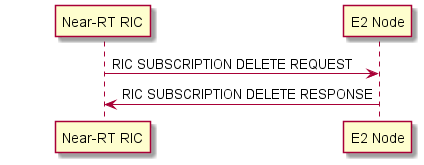 Near-RT RIC E2 Node
RIC SUBSCRIPTION DELETE REQUEST
RIC SUBSCRIPTION DELETE RESPONSE
Near-RT RIC E2 Node